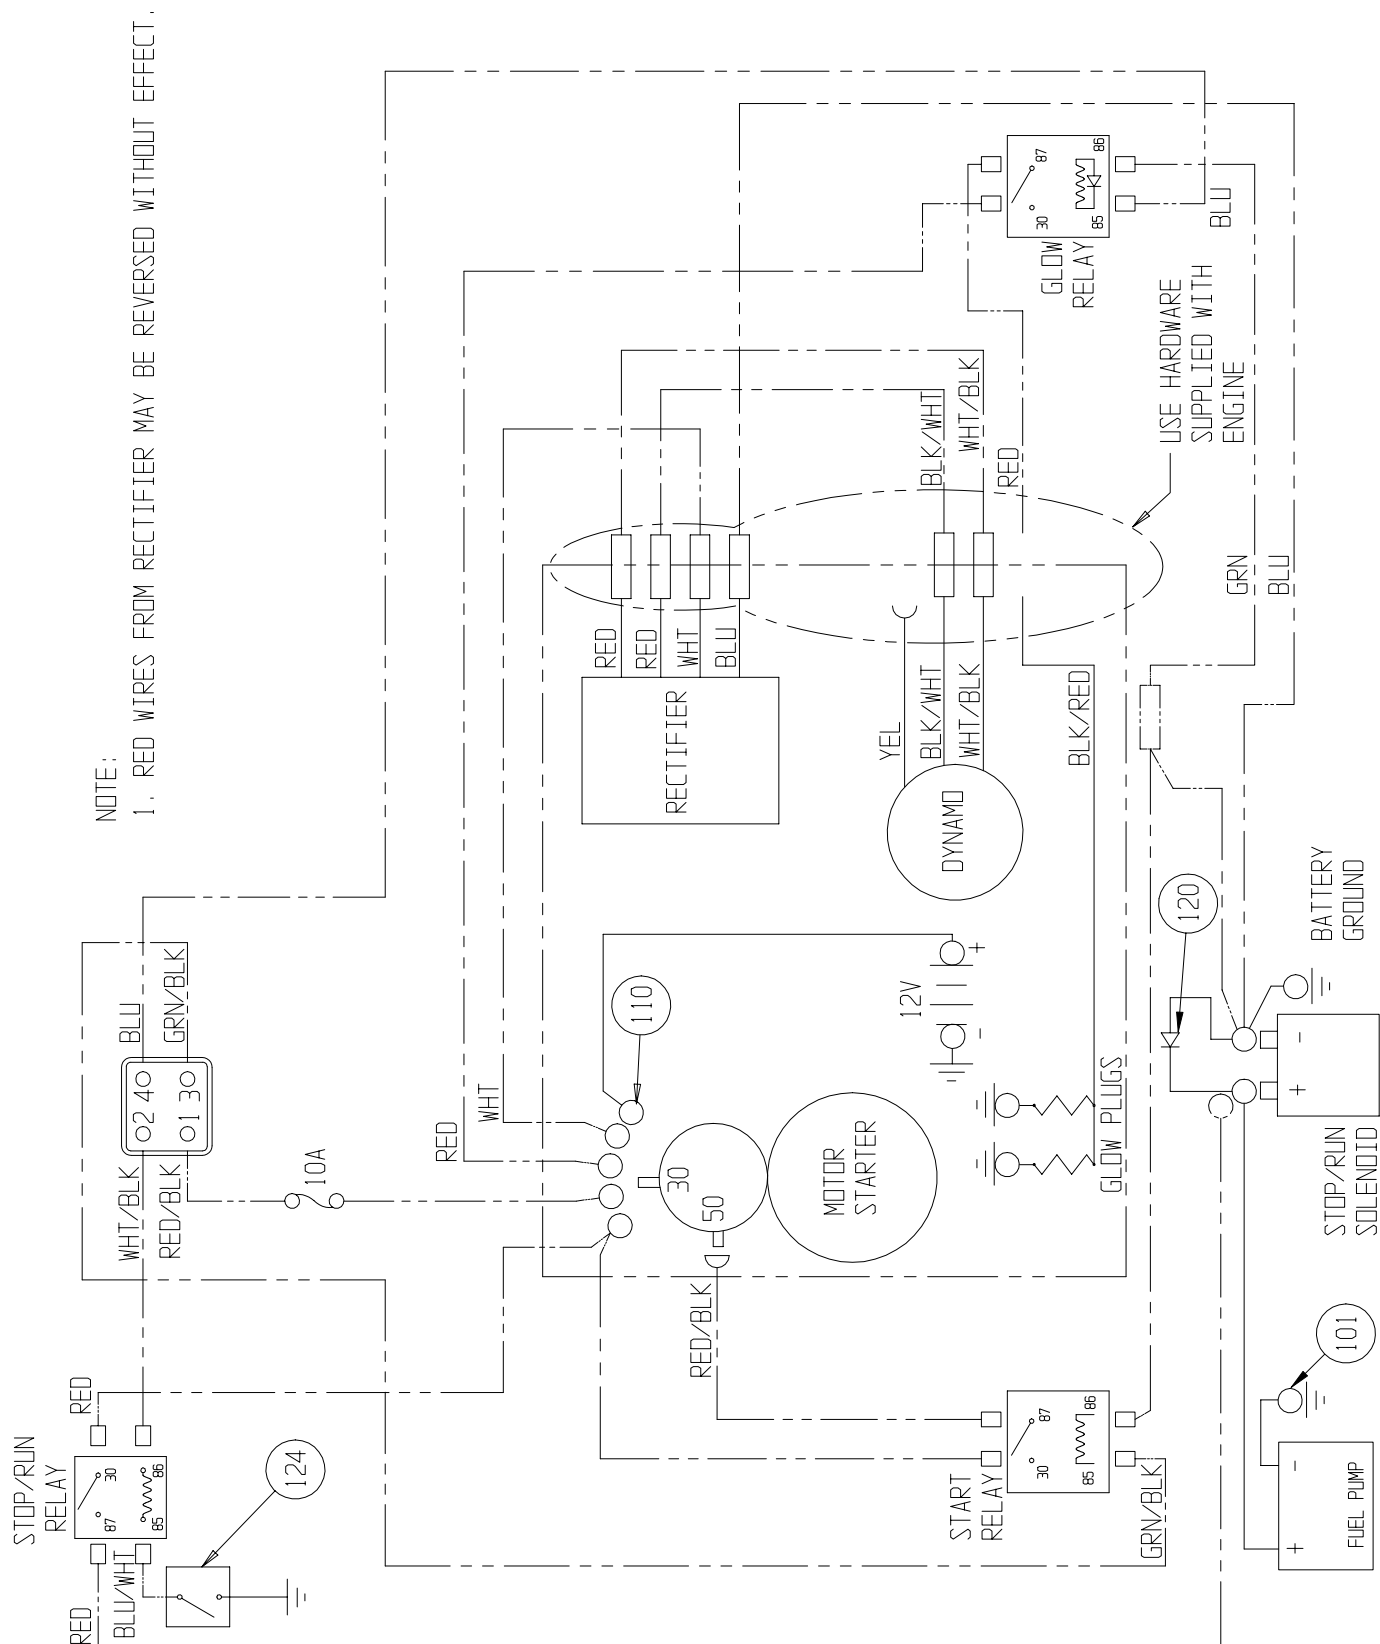 NOTE:
1. RED WIRES FROM RECTIFIER MAY BE REVERSED WITHOUT EFFECT.
STOP/RUN
RELAY
RED
30
87
86
85
RED
BLU/WHT
124
WHT/BLK
RED/BLK
2 4
1 3
BLU
GRN/BLK
10A
RED
WHT
110
30
50
MOTOR
STARTER
RED/BLK
12V
+
-
RECTIFIER
RED
RED
WHT
BLU
DYNAMO
YEL
BLK/WHT
WHT/BLK
BLK/WHT
WHT/BLK
RED
BLK/RED
GLOW PLUGS
GLOW
RELAY
30
87
85
86
BLU
USE HARDWARE
SUPPLIED WITH
ENGINE
GRN
BLU
START
RELAY
30
87
85
86
GRN/BLK
120
BATTERY
GROUND
+
-
STOP/RUN
SOLENOID
101
+
-
FUEL PUMP